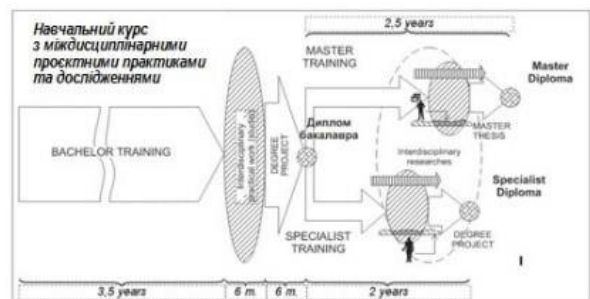 Навчальний курс
з міждисциплінарними
проєктними практиками
та дослідженнями
2,5 years
MASTER
TRAINING
Master
Diploma
MASTER
THESIS
BACHELOR TRAINING
Interdisciplinary
practical work
DEGREE
PROJECT
Диплом
бакалавра
Interdisciplinary
researches
Specialist
Diploma
SPECIALIST
TRAINING
DEGREE
PROJECT
I
3,5 years
6 m.
6 m.
2 years